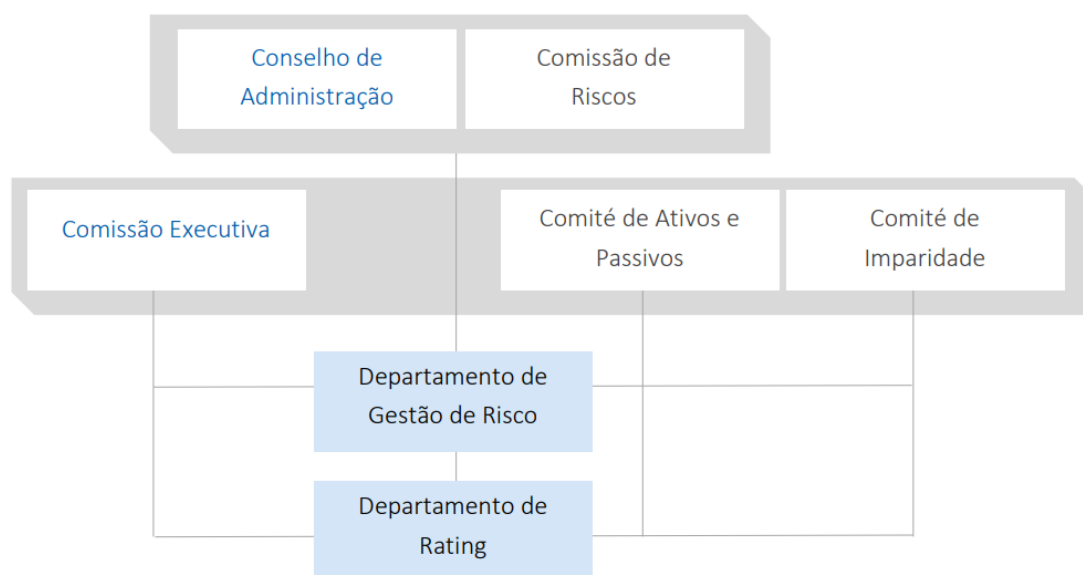 Conselho de
Administração
Comissão de
Riscos
Comissão Executiva
Comité de Ativos e
Passivos
Comité de
Imparidade
Departamento de
Gestão de Risco
Departamento de
Rating